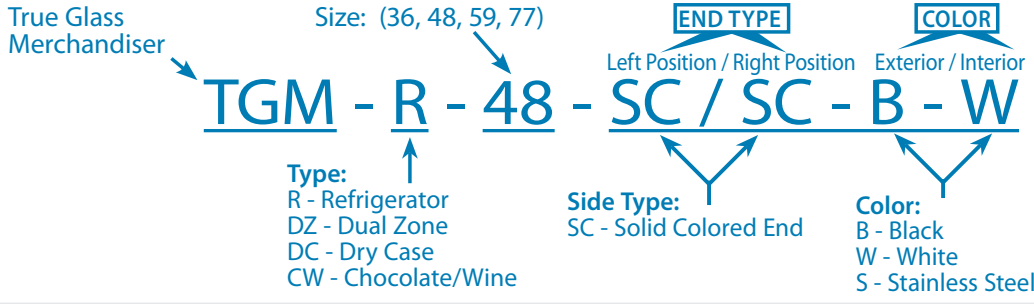 True Glass
Merchandiser
Size: (36, 48, 59, 77)
END TYPE
COLOR
Left Position / Right Position
Exterior / Interior
TGM - R - 48 - SC / SC - B - W
Type:
R - Refrigerator
DZ - Dual Zone
DC - Dry Case
CW - Chocolate/Wine
Side Type:
SC - Solid Colored End
Color:
B - Black
W - White
S - Stainless Steel